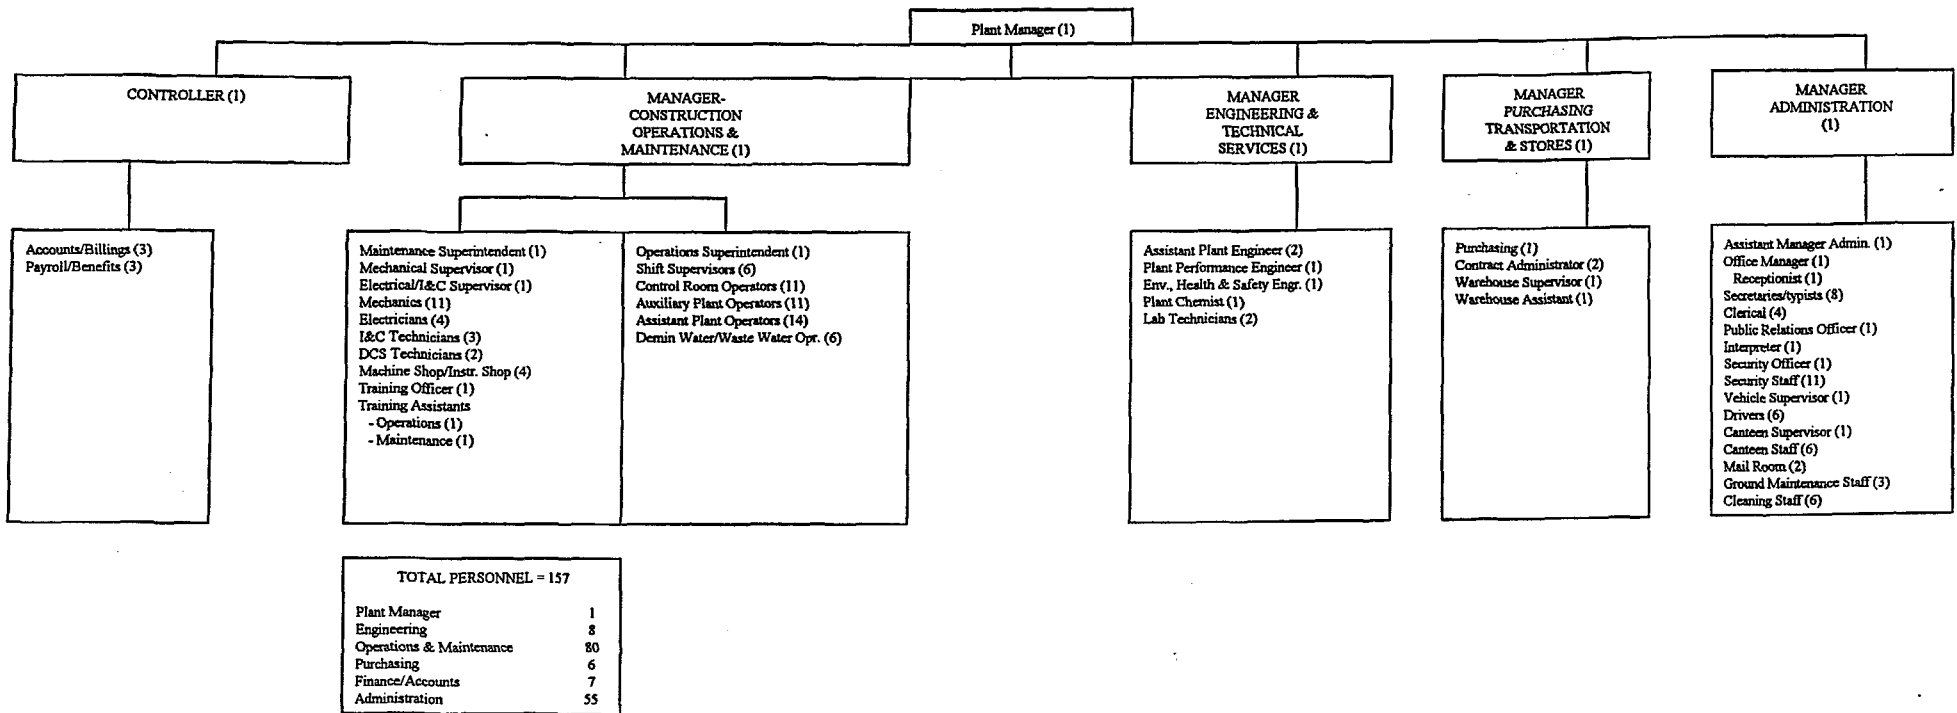 Plant Manager (1)
CONTROLLER (1)
MANAGER-
CONSTRUCTION
OPERATIONS &
MAINTENANCE (1)
MANAGER
ENGINEERING &
TECHNICAL
SERVICES (1)
MANAGER
PURCHASING
TRANSPORTATION
& STORES (1)
MANAGER
ADMINISTRATION
(1)
Accounts/Billings (3)
Payroll/Benefits (3)
Maintenance Superintendent (1)
Mechanical Supervisor (1)
Electrical/I&C Supervisor (1)
Mechanics (11)
Electricians (4)
I&C Technicians (3)
DCS Technicians (2)
Machine Shop/Instr. Shop (4)
Training Officer (1)
Training Assistants
- Operations (1)
- Maintenance (1)
Operations Superintendent (1)
Shift Supervisors (6)
Control Room Operators (11)
Auxiliary Plant Operators (11)
Assistant Plant Operators (14)
Demin Water/Waste Water Opr. (6)
Assistant Plant Engineer (2)
Plant Performance Engineer (1)
Env., Health & Safety Engr. (1)
Plant Chemist (1)
Lab Technicians (2)
Purchasing (1)
Contract Administrator (2)
Warehouse Supervisor (1)
Warehouse Assistant (1)
Assistant Manager Admin. (1)
Office Manager (1)
Receptionist (1)
Secretaries/typists (8)
Clerical (4)
Public Relations Officer (1)
Interpreter (1)
Security Officer (1)
Security Staff (11)
Vehicle Supervisor (1)
Drivers (6)
Canteen Supervisor (1)
Canteen Staff (6)
Mail Room (2)
Ground Maintenance Staff (3)
Cleaning Staff (6)
TOTAL PERSONNEL = 157
Plant Manager 1
Engineering 8
Operations & Maintenance 80
Purchasing 6
Finance/Accounts 7
Administration 55